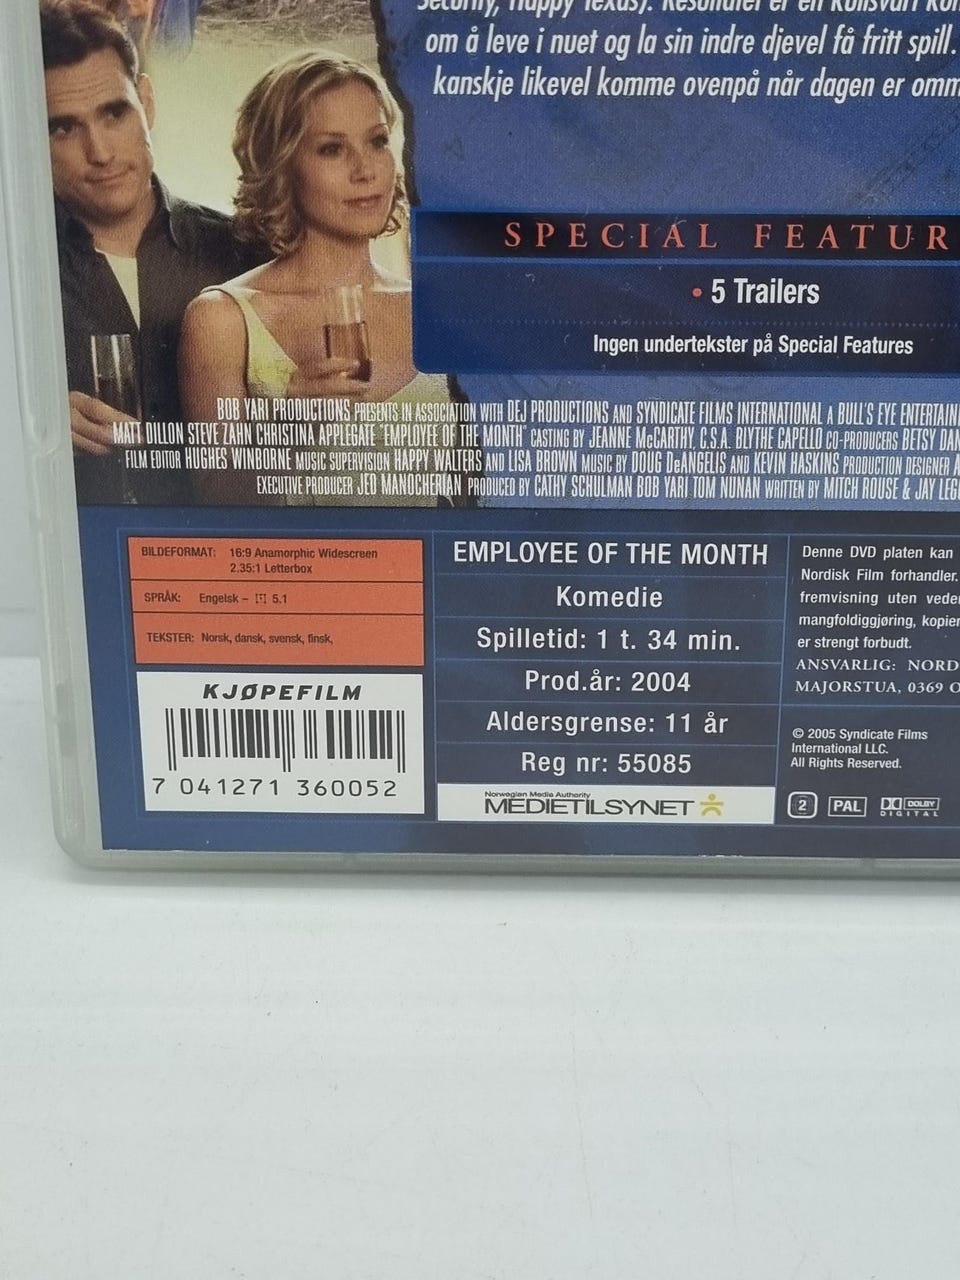 Security, Happy Texas). Resultatet er en kullsvart
om å leve i nuet og la sin indre djevel få fritt spill.
kanskje likevel komme ovenpå når dagen er omm
SPECIAL FEATUR
• 5 Trailers
Ingen undertekster på Special Features
BOB YARI PRODUCTIONS PRESENTS IN ASSOCIATION WITH DEJ PRODUCTIONS AND SYNDICATE FILMS INTERNATIONAL A BULL'S EYE ENTERTAIN
MATT DILLON STEVE ZAHN CHRISTINA APPLEGATE "EMPLOYEE OF THE MONTH" CASTING BY JEANNE McCARTHY, C.S.A. BLYTHE CAPELLO CO-PRODUCERS BETSY DAN
FILM EDITOR HUGHES WINBORNE MUSIC SUPERVISION HAPPY WALTERS AND LISA BROWN MUSIC BY DOUG DeANGELIS AND KEVIN HASKINS PRODUCTION DESIGNER
EXECUTIVE PRODUCER JED MANOCHERIAN PRODUCED BY CATHY SCHULMAN BOB YARI TOM NUNAN WRITTEN BY MITCH ROUSE & JAY LEG
BILDEFORMAT: 16:9 Anamorphic Widescreen
2.35:1 Letterbox
SPRÅK: Engelsk – 5.1
TEKSTER: Norsk, dansk, svensk, finsk,
KJØPEFILM
7 041271 360052
EMPLOYEE OF THE MONTH
Komedie
Spilletid: 1 t. 34 min.
Prod.år: 2004
Aldersgrense: 11 år
Reg nr: 55085
Norwegian Media Authority
MEDIETILSYNET
Denne DVD platen kan
Nordisk Film forhandler.
fremvisning uten veder
mangfoldiggjøring, kopier
er strengt forbudt.
ANSVARLIG: NORD
MAJORSTUA, 0369 O
© 2005 Syndicate Films
International LLC.
All Rights Reserved.
2 PAL DOLBY
DIGITAL